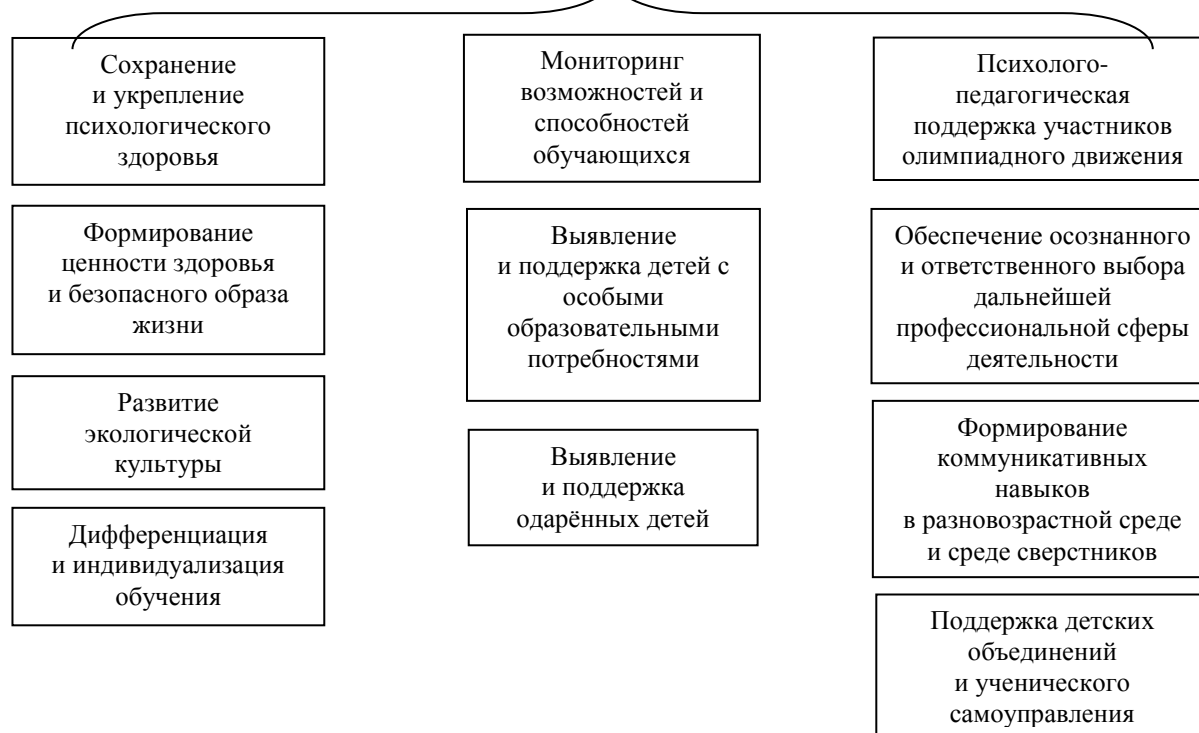 Сохранение
и укрепление
психологического
здоровья
Формирование
ценности здоровья
и безопасного образа
жизни
Развитие
экологической
культуры
Дифференциация
и индивидуализация
обучения
Мониторинг
возможностей и
способностей
обучающихся
Выявление
и поддержка детей с
особыми
образовательными
потребностями
Выявление
и поддержка
одарённых детей
Психолого-
педагогическая
поддержка участников
олимпиадного движения
Обеспечение осознанного
и ответственного выбора
дальнейшей
профессиональной сферы
деятельности
Формирование
коммуникативных
навыков
в разновозрастной среде
и среде сверстников
Поддержка детских
объединений
и ученического
самоуправления